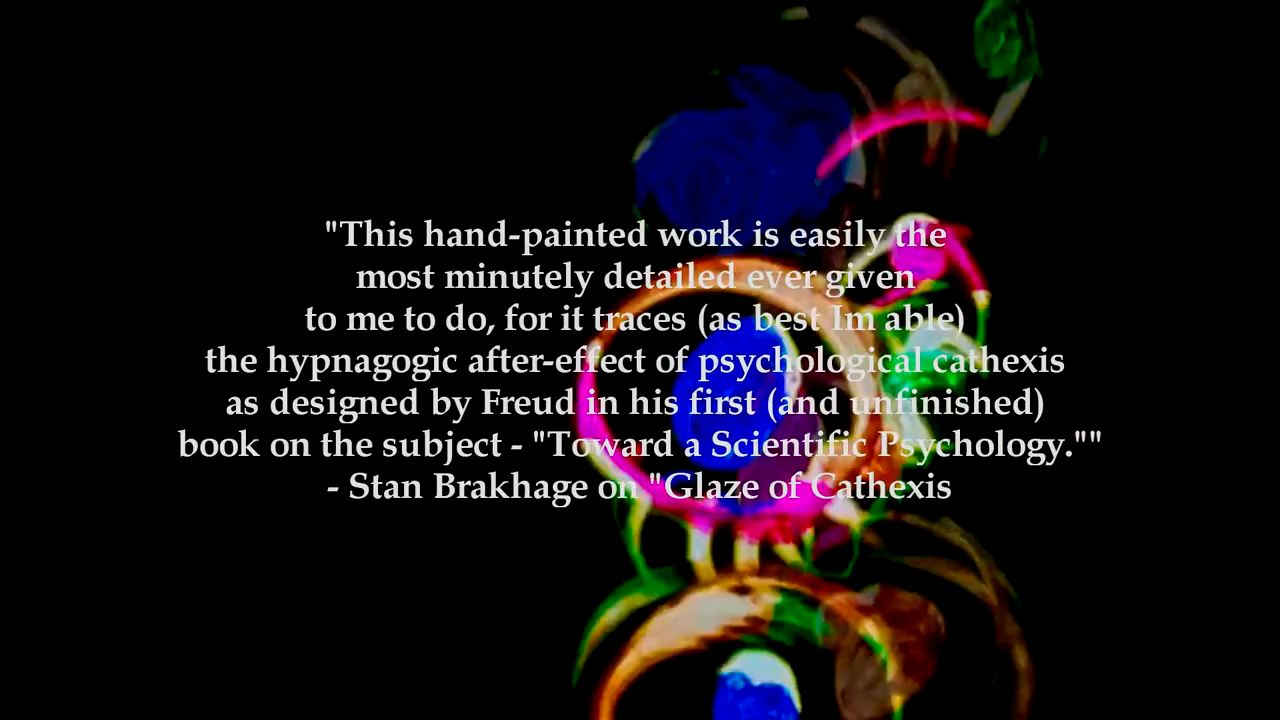 "This hand-painted work is easily the
most minutely detailed ever given
to me to do, for it traces (as best Im able)
the hypnagogic after-effect of psychological cathexis
as designed by Freud in his first (and unfinished)
book on the subject - "Toward a Scientific Psychology.""
- Stan Brakhage on "Glaze of Cathexis